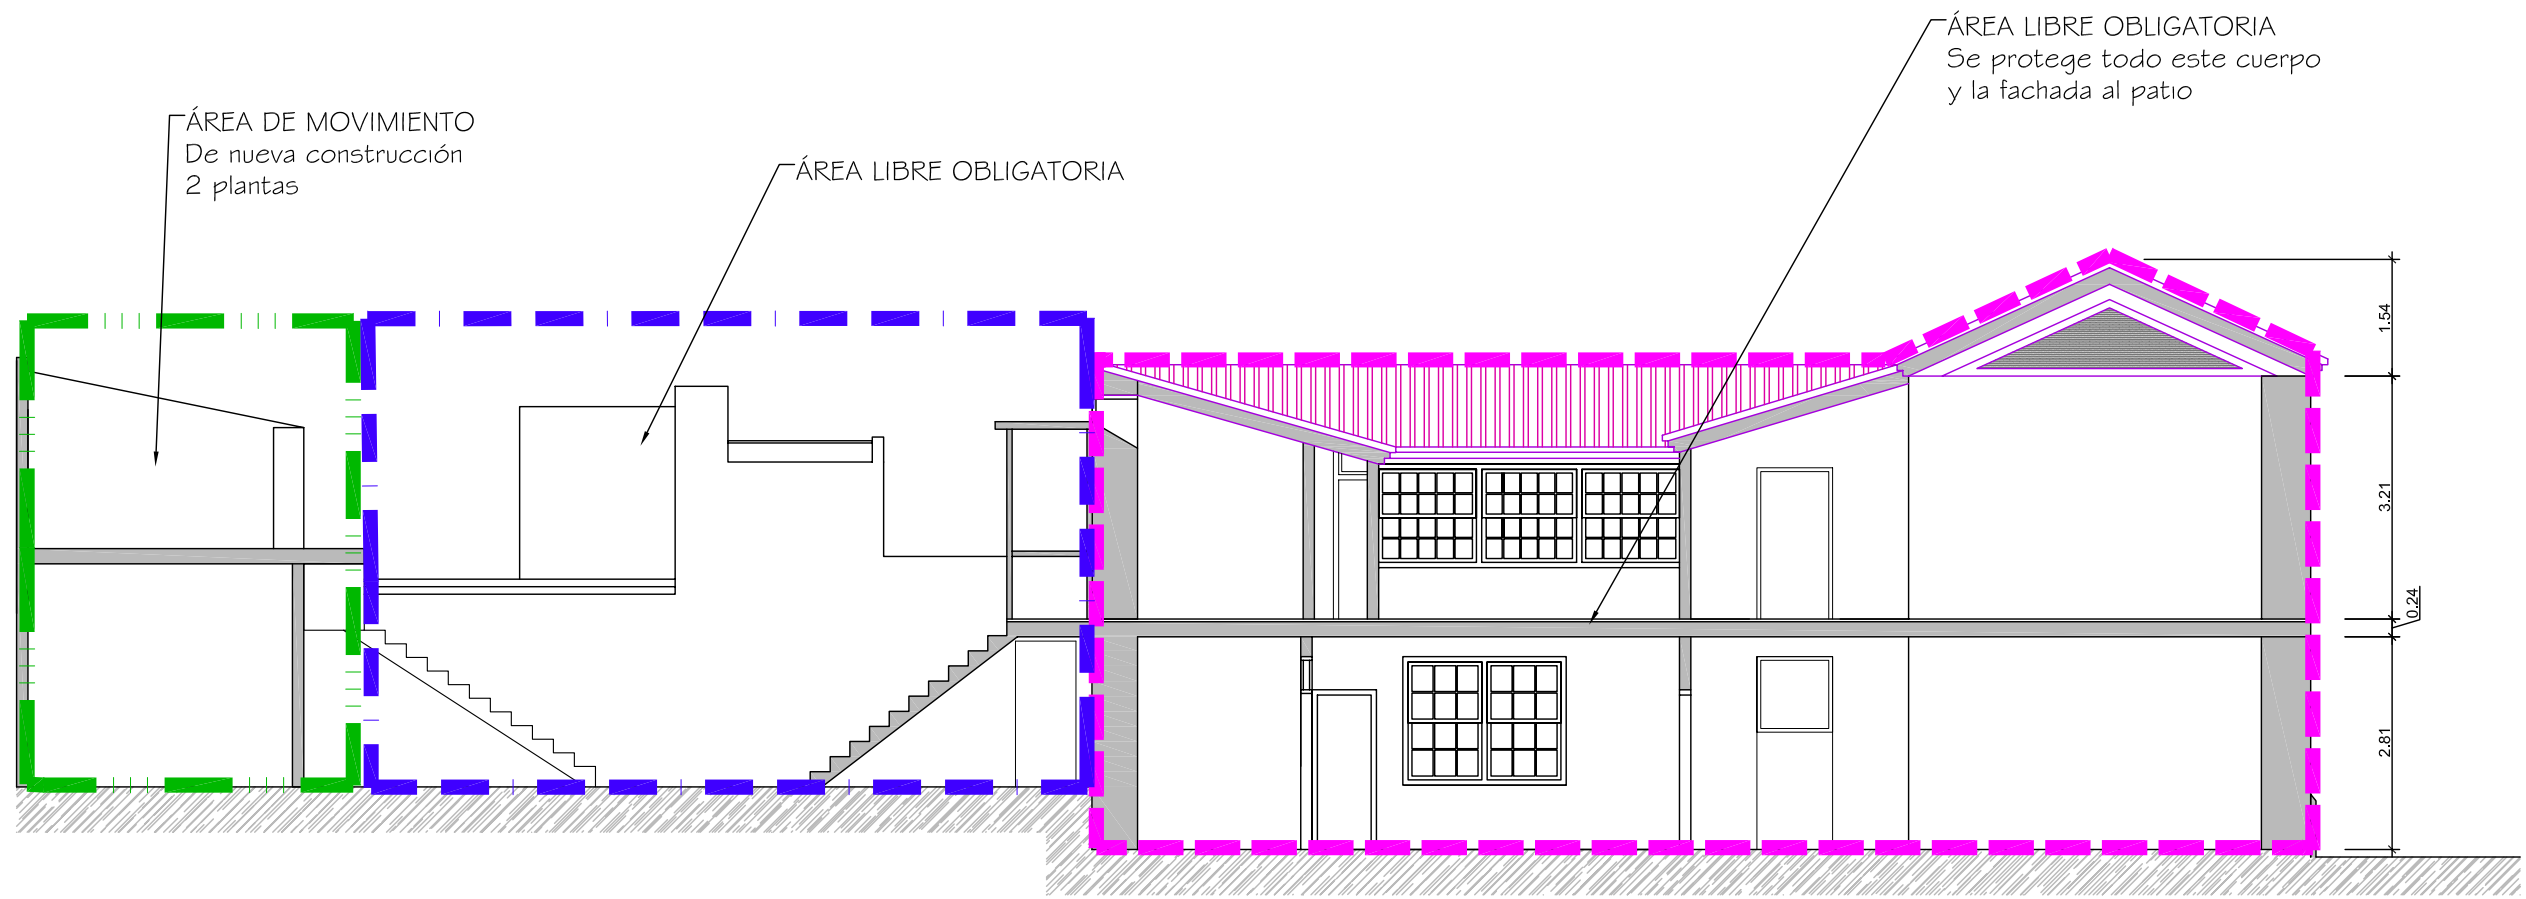 ÁREA LIBRE OBLIGATORIA
Se protege todo este cuerpo
y la fachada al patio
ÁREA DE MOVIMIENTO
De nueva construcción
2 plantas
ÁREA LIBRE OBLIGATORIA
1.54
3.21
0.24
2.81